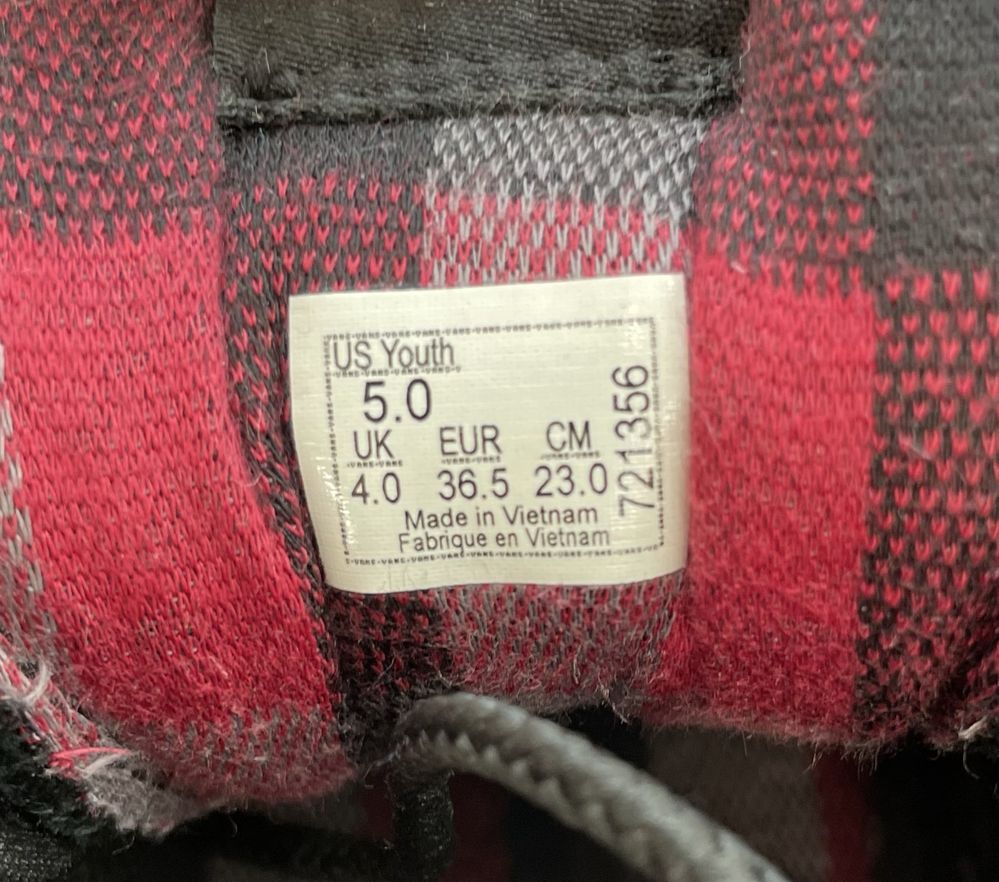 US Youth
5.0
UK EUR CM
4.0 36.5 23.0
Made in Vietnam
Fabrique en Vietnam
721356